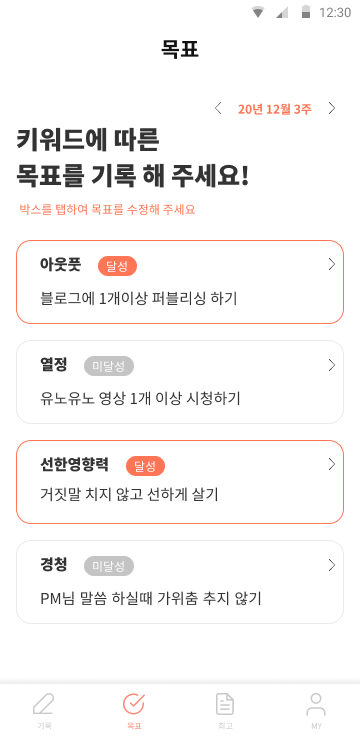 12:30
목표
20년 12월 3주
키워드에 따른
목표를 기록 해 주세요!
박스를 탭하여 목표를 수정해 주세요
아웃풋 달성
블로그에 1개이상 퍼블리싱 하기
열정 미달성
유노유노 영상 1개 이상 시청하기
선한영향력 달성
거짓말 치지 않고 선하게 살기
경청 미달성
PM님 말씀 하실때 가위춤 추지 않기
기록 목표 회고 MY